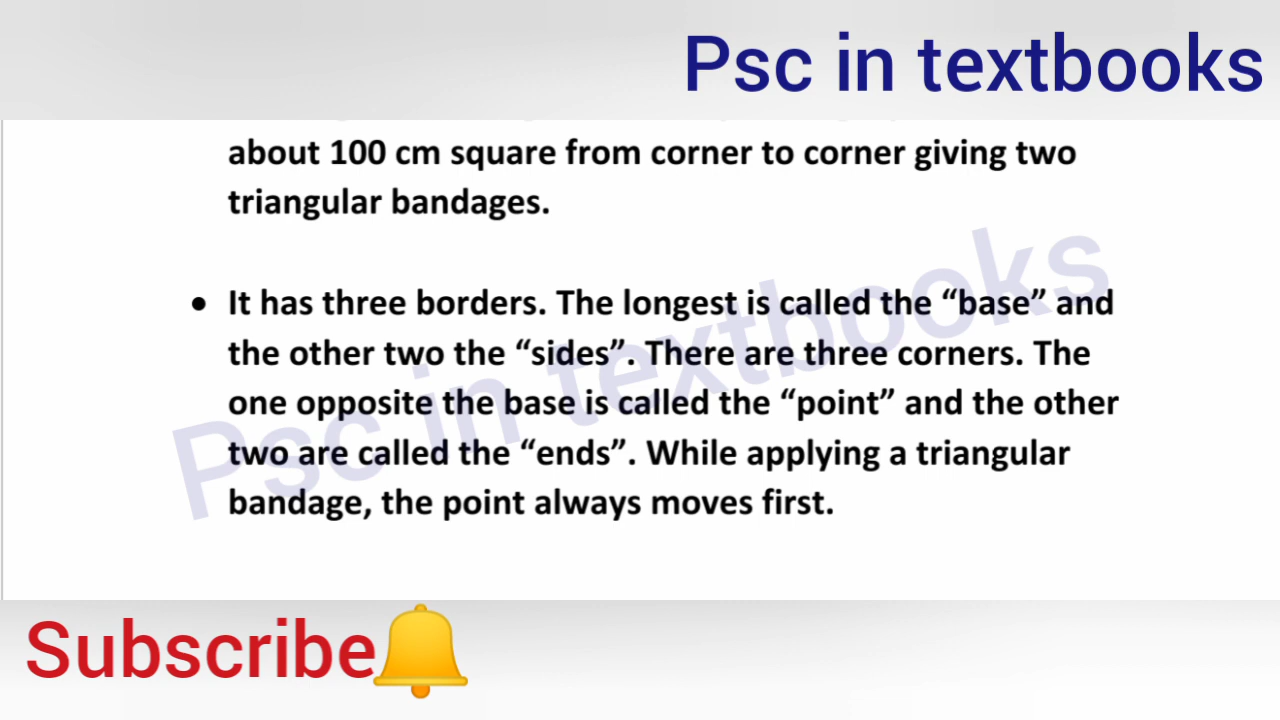 Psc in textbooks
about 100 cm square from corner to corner giving two
triangular bandages.
• It has three borders. The longest is called the “base” and
the other two the “sides”. There are three corners. The
one opposite the base is called the “point” and the other
two are called the “ends”. While applying a triangular
bandage, the point always moves first.
Psc in textbooks
Subscribe